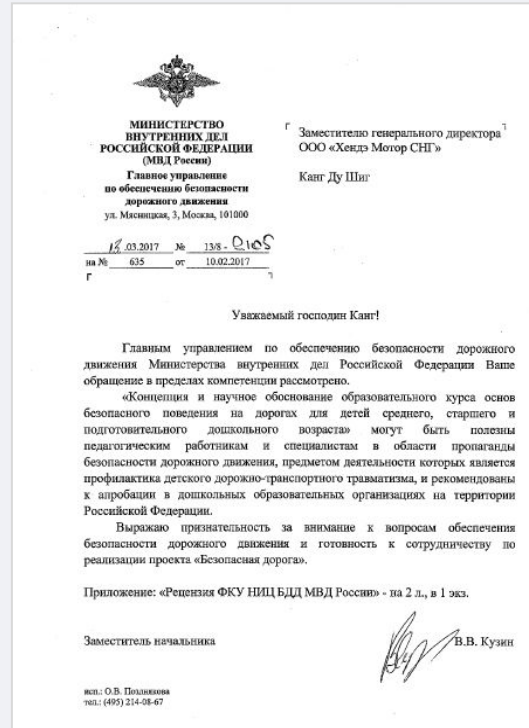 МИНИСТЕРСТВО
ВНУТРЕННИХ ДЕЛ
РОССИЙСКОЙ ФЕДЕРАЦИИ
(МВД России)
Главное управление
по обеспечению безопасности
дорожного движения
ул. Мясницкая, 3, Москва, 101000
13.03.2017 № 13/8 - 0105
на № 635 от 10.02.2017
Заместителю генерального директора
ООО «Хендэ Мотор СНГ»
Канг Ду Шиг
Уважаемый господин Канг!
Главным управлением по обеспечению безопасности дорожного
движения Министерства внутренних дел Российской Федерации Ваше
обращение в пределах компетенции рассмотрено.
«Концепция и научное обоснование образовательного курса основ
безопасного поведения на дорогах для детей среднего, старшего и
подготовительного дошкольного возраста» могут быть полезны
педагогическим работникам и специалистам в области пропаганды
безопасности дорожного движения, предметом деятельности которых является
профилактика детского дорожно-транспортного травматизма, и рекомендованы
к апробации в дошкольных образовательных организациях на территории
Российской Федерации.
Выражаю признательность за внимание к вопросам обеспечения
безопасности дорожного движения и готовность к сотрудничеству по
реализации проекта «Безопасная дорога».
Приложение: «Рецензия ФКУ НИЦ БДД МВД России» - на 2 л., в 1 экз.
Заместитель начальника В.В. Кузин
исп.: О.В. Позднякова
тел.: (495) 214-08-67